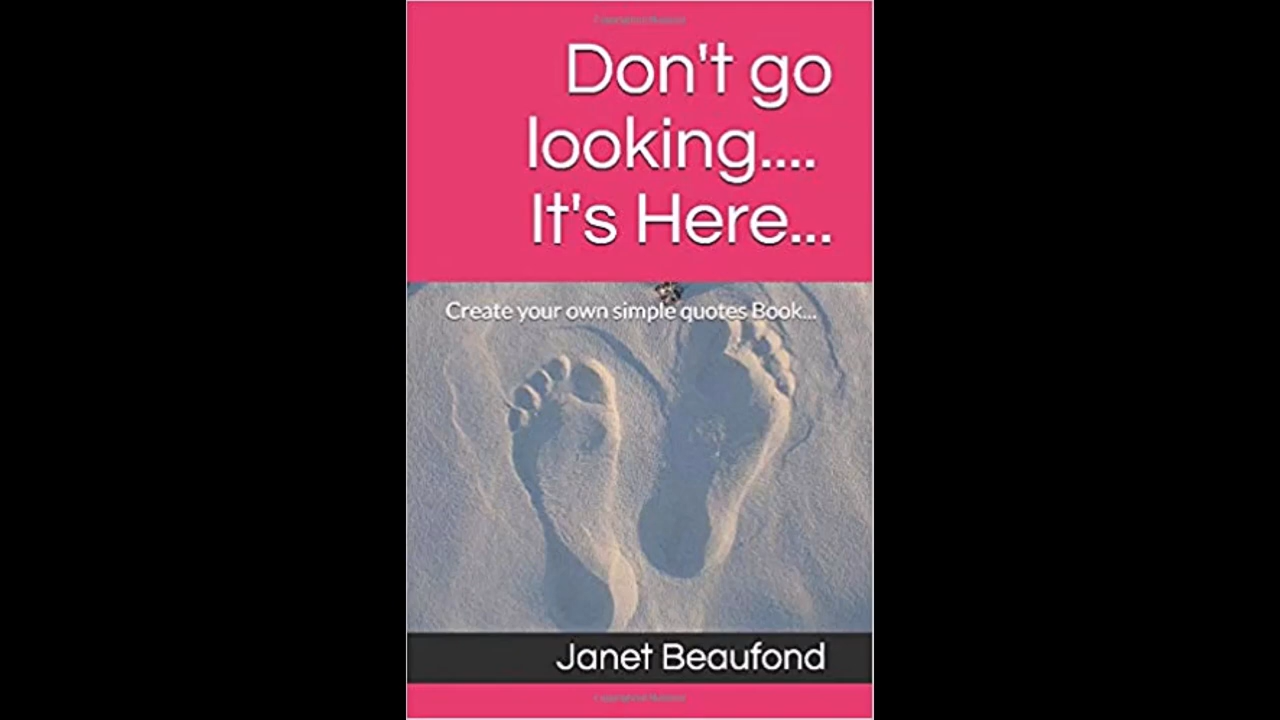 Don't go
looking....
It's Here...
Create your own simple quotes Book...
Janet Beaufond